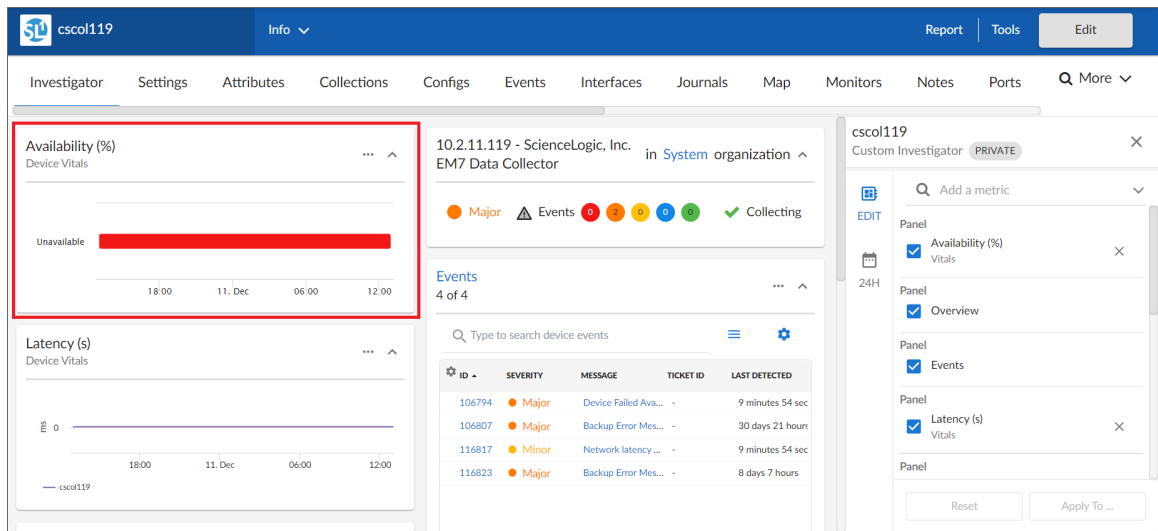 SL1 cscol119
Info
Report
Tools
Edit
Investigator
Settings
Attributes
Collections
Configs
Events
Interfaces
Journals
Map
Monitors
Notes
Ports
More
Availability (%)
Device Vitals
Unavailable
18:00 11. Dec 06:00 12:00
Latency (s)
Device Vitals
ms 0
18:00 11. Dec 06:00 12:00
cscol119
10.2.11.119 - ScienceLogic, Inc.
EM7 Data Collector
in System organization
Major Events 0 2 0 0 0 Collecting
Events
4 of 4
Type to search device events
ID SEVERITY MESSAGE TICKET ID LAST DETECTED
106794 Major Device Failed Ava... - 9 minutes 54 sec
106807 Major Backup Error Mes... - 30 days 21 hours
116817 Minor Network latency ... - 9 minutes 54 sec
116823 Major Backup Error Mes... - 8 days 7 hours
cscol119
Custom Investigator PRIVATE
EDIT
24H
Add a metric
Panel
Availability (%)
Vitals
Panel
Overview
Panel
Events
Panel
Latency (s)
Vitals
Panel
Reset
Apply To ...